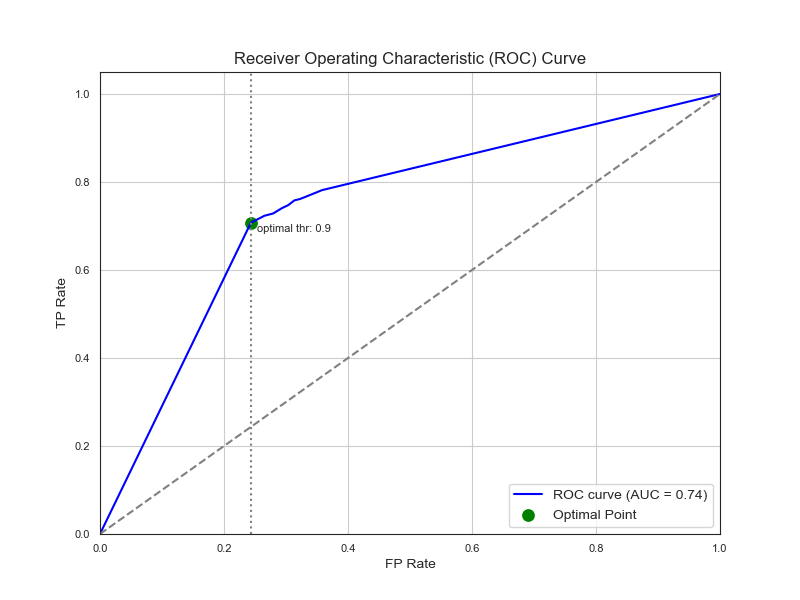 Receiver Operating Characteristic (ROC) Curve
1.0
0.8
0.6
0.4
0.2
0.0
TP Rate
optimal thr: 0.9
ROC curve (AUC = 0.74)
Optimal Point
0.0 0.2 0.4 0.6 0.8 1.0
FP Rate